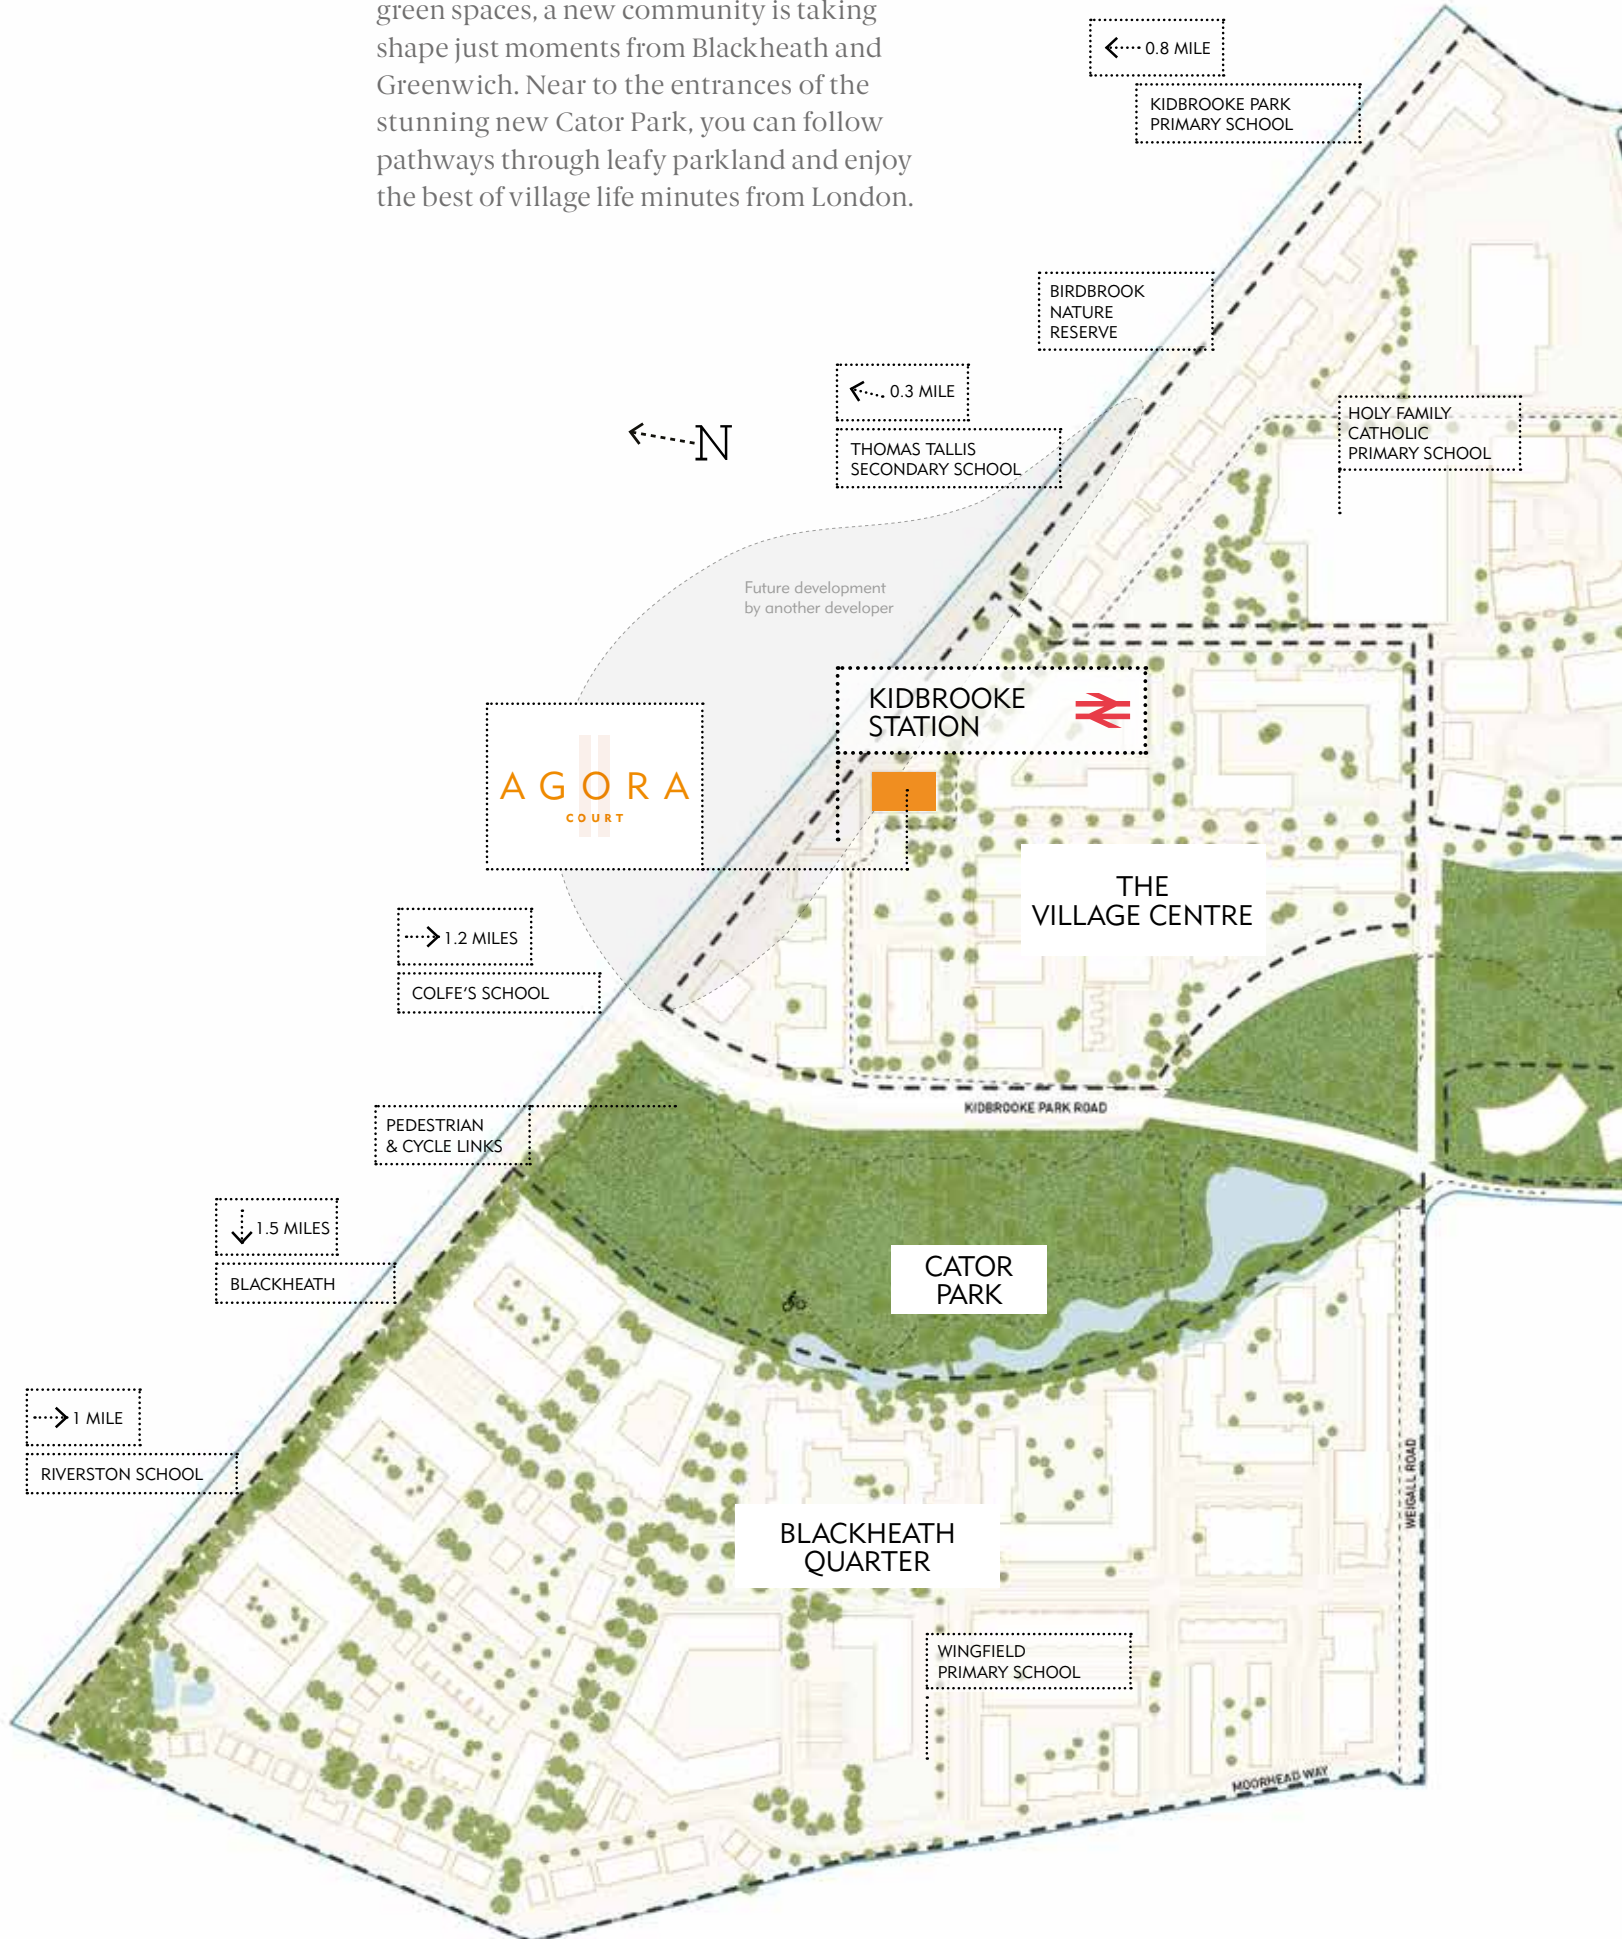 green spaces, a new community is taking
shape just moments from Blackheath and
Greenwich. Near to the entrances of the
stunning new Cator Park, you can follow
pathways through leafy parkland and enjoy
the best of village life minutes from London.
0.8 MILE
KIDBROOKE PARK
PRIMARY SCHOOL
BIRDBROOK
NATURE
RESERVE
0.3 MILE
THOMAS TALLIS
SECONDARY SCHOOL
HOLY FAMILY
CATHOLIC
PRIMARY SCHOOL
N
Future development
by another developer
KIDBROOKE
STATION
AGORA
COURT
THE
VILLAGE CENTRE
1.2 MILES
COLFE'S SCHOOL
KIDBROOKE PARK ROAD
PEDESTRIAN
& CYCLE LINKS
1.5 MILES
BLACKHEATH
CATOR
PARK
1 MILE
RIVERSTON SCHOOL
WEIGALL ROAD
BLACKHEATH
QUARTER
WINGFIELD
PRIMARY SCHOOL
MOORHEAD WAY